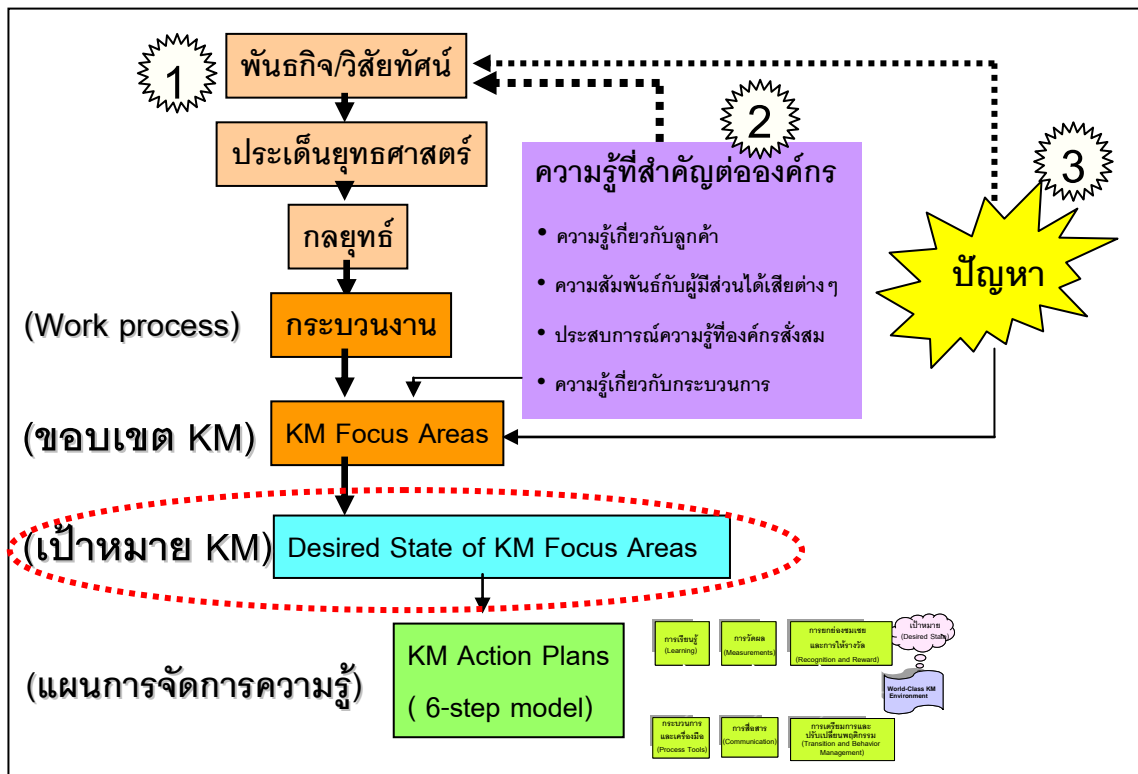 1
พันธกิจ/วิสัยทัศน์
ประเด็นยุทธศาสตร์
กลยุทธ์
(Work process)
กระบวนงาน
2
ความรู้ที่สำคัญต่อองค์กร
• ความรู้เกี่ยวกับลูกค้า
• ความสัมพันธ์กับผู้มีส่วนได้เสียต่างๆ
• ประสบการณ์ความรู้ที่องค์กรสั่งสม
• ความรู้เกี่ยวกับกระบวนการ
3
ปัญหา
(ขอบเขต KM)
KM Focus Areas
(เป้าหมาย KM)
Desired State of KM Focus Areas
(แผนการจัดการความรู้)
KM Action Plans
( 6-step model)
การเรียนรู้
(Learning)
การวัดผล
(Measurements)
การยกย่องชมเชย
และการให้รางวัล
(Recognition and Reward)
เป้าหมาย
(Desired State)
World-Class KM
Environment
กระบวนการ
และเครื่องมือ
(Process Tools)
การสื่อสาร
(Communication)
การเตรียมการและ
ปรับเปลี่ยนพฤติกรรม
(Transition and Behavior
Management)